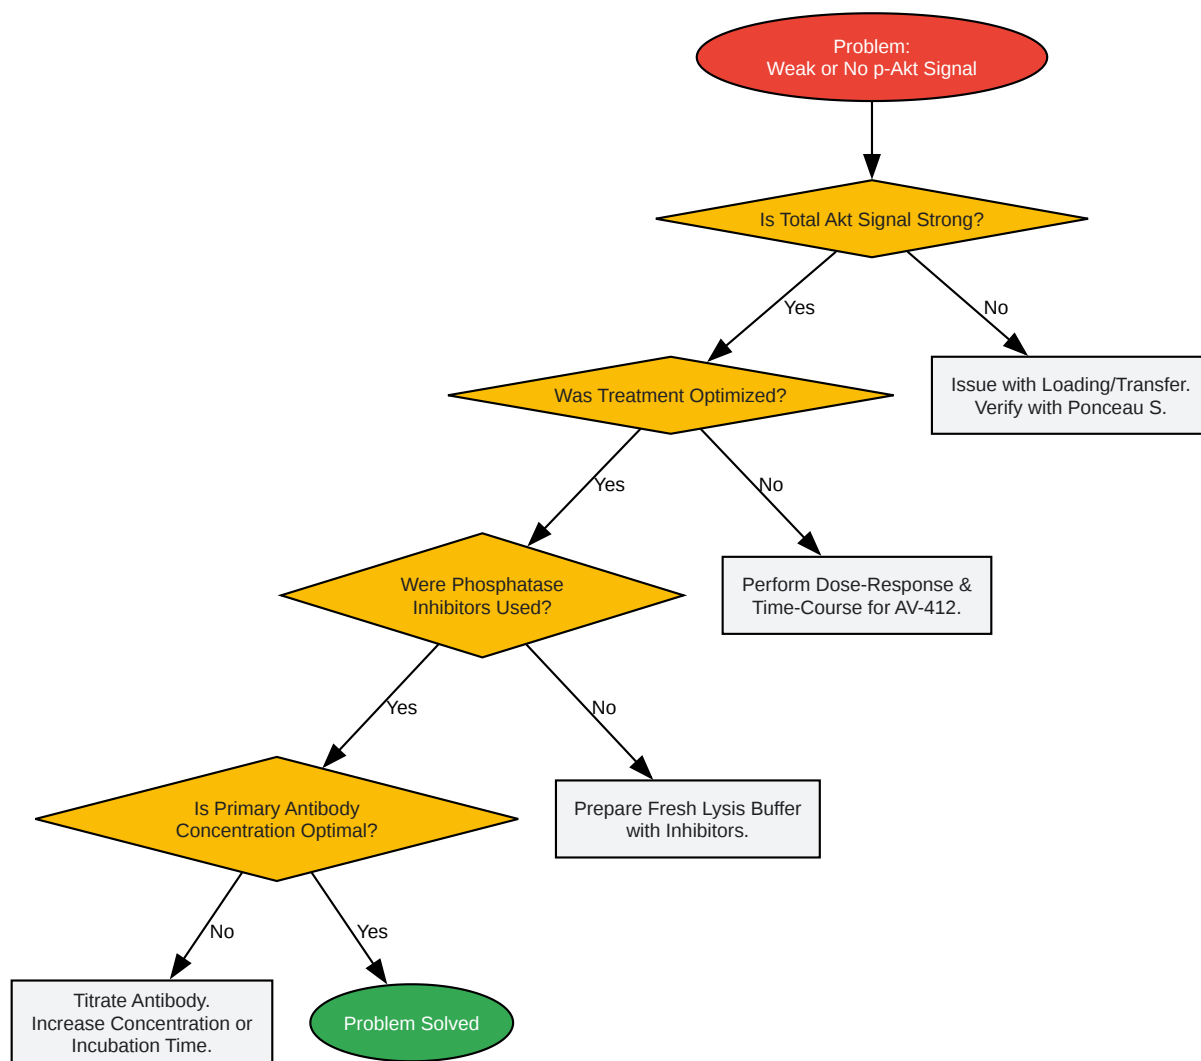 Problem:
Weak or No p-Akt Signal
Is Total Akt Signal Strong?
Yes
No
Was Treatment Optimized?
Issue with Loading/Transfer.
Verify with Ponceau S.
Yes
No
Were Phosphatase
Inhibitors Used?
Perform Dose-Response &
Time-Course for AV-412.
Yes
No
Is Primary Antibody
Concentration Optimal?
Prepare Fresh Lysis Buffer
with Inhibitors.
No
Yes
Titrate Antibody.
Increase Concentration or
Incubation Time.
Problem Solved